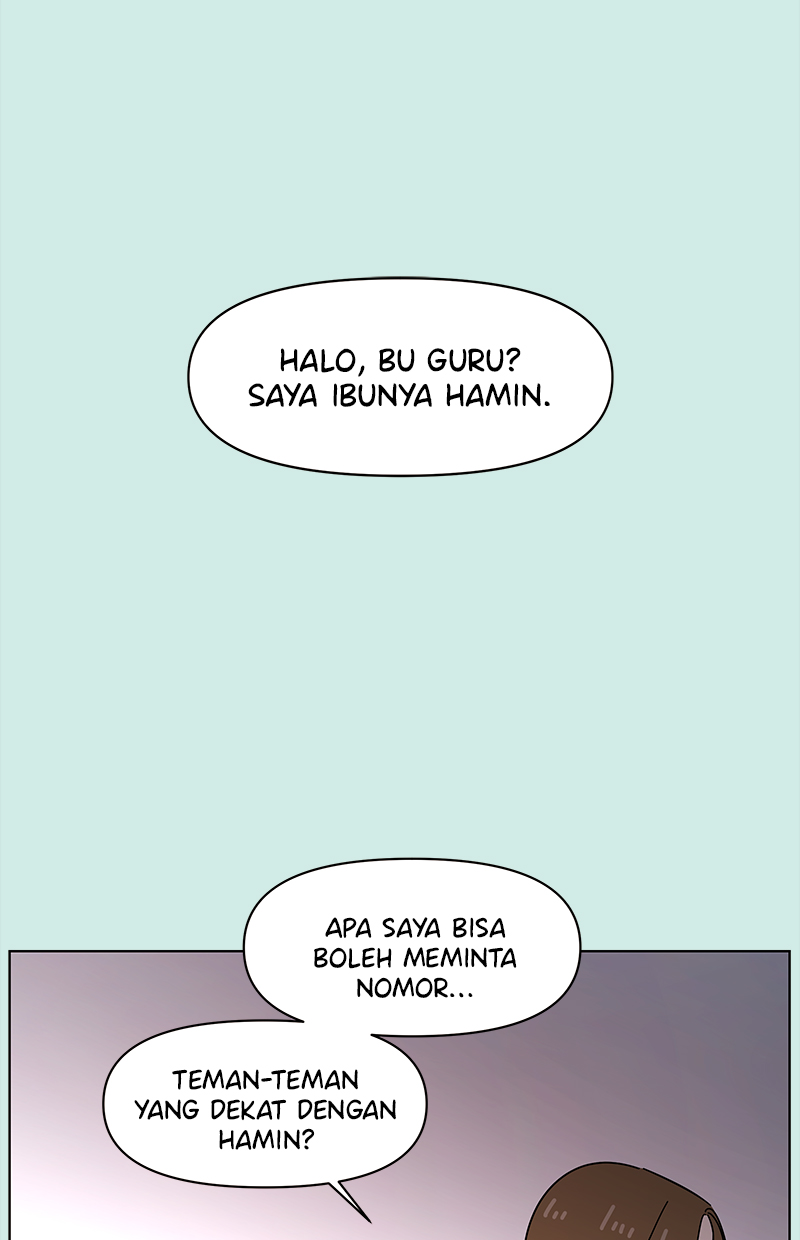 HALO, BU GURU?
SAYA IBUNYA HAMIN.
APA SAYA BISA
BOLEH MEMINTA
NOMOR...
TEMAN-TEMAN
YANG DEKAT DENGAN
HAMIN?